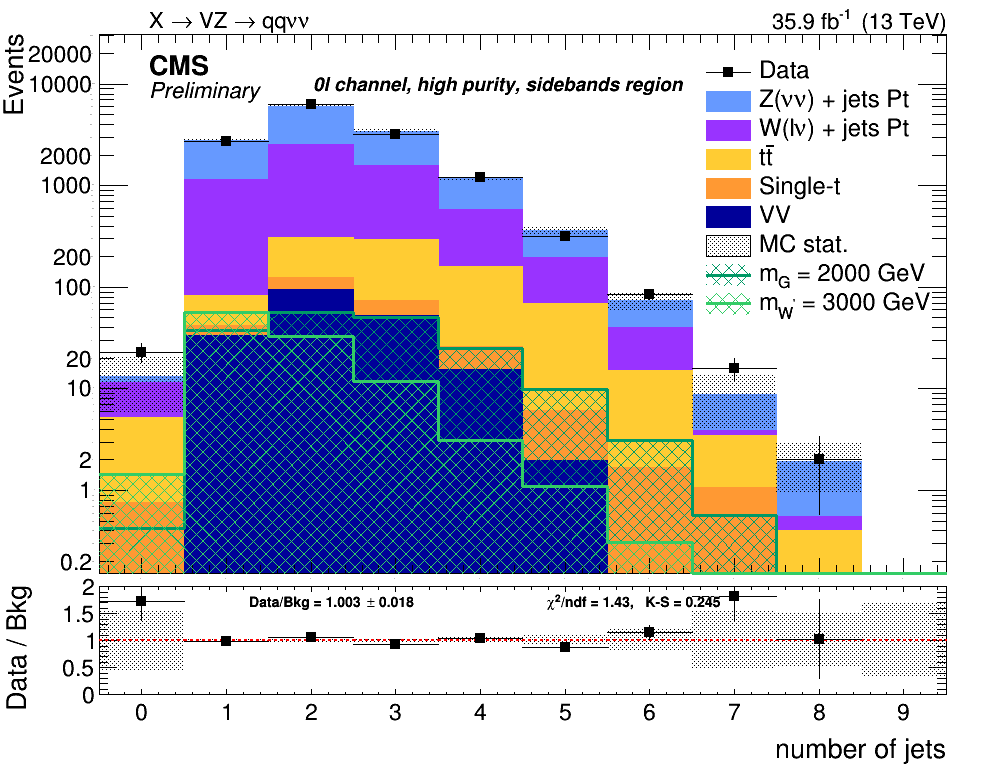 X → VZ → qqνν
35.9 fb⁻¹ (13 TeV)
Events
CMS
Preliminary
0l channel, high purity, sidebands region
Data
Z(νν) + jets Pt
W(lν) + jets Pt
tt̄
Single-t
VV
MC stat.
m_G = 2000 GeV
m_W' = 3000 GeV
20000
10000
2000
1000
200
100
20
10
2
1
0.2
Data / Bkg
2
1.5
1
0.5
0
Data/Bkg = 1.003 ± 0.018
χ²/ndf = 1.43, K-S = 0.245
0 1 2 3 4 5 6 7 8 9
number of jets